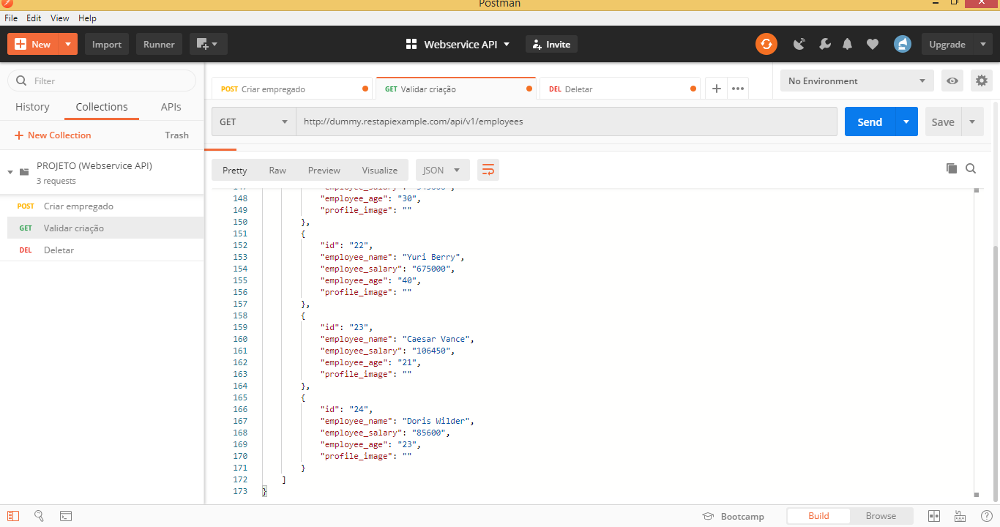 Postman
File Edit View Help
New Import Runner Webservice API Invite Upgrade
Filter
History Collections APIs
New Collection Trash
PROJETO (Webservice API)
3 requests
POST Criar empregado
GET Validar criação
DEL Deletar
POST Criar empregado GET Validar criação DEL Deletar
No Environment
GET http://dummy.restapiexample.com/api/v1/employees Send Save
Pretty Raw Preview Visualize JSON
148 "employee_age": "30",
149 "profile_image": ""
150 },
151 {
152 "id": "22",
153 "employee_name": "Yuri Berry",
154 "employee_salary": "675000",
155 "employee_age": "40",
156 "profile_image": ""
157 },
158 {
159 "id": "23",
160 "employee_name": "Caesar Vance",
161 "employee_salary": "106450",
162 "employee_age": "21",
163 "profile_image": ""
164 },
165 {
166 "id": "24",
167 "employee_name": "Doris Wilder",
168 "employee_salary": "85600",
169 "employee_age": "23",
170 "profile_image": ""
171 }
172 ]
173 }
Bootcamp Build Browse